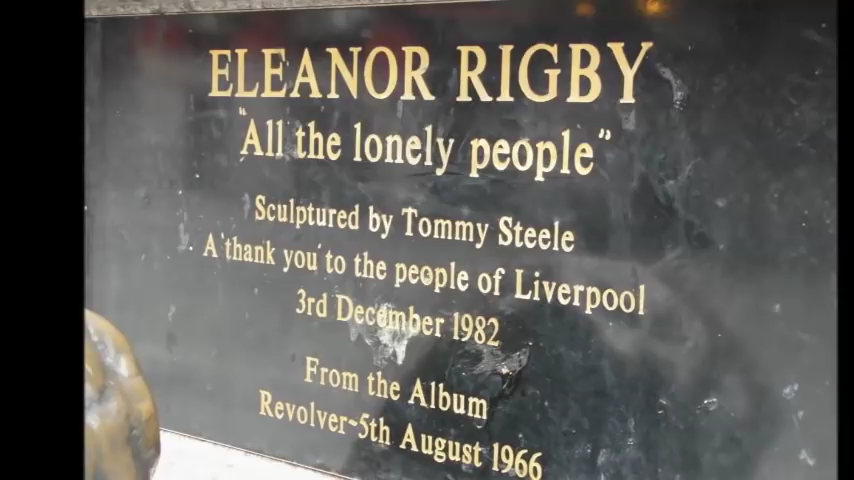 ELEANOR RIGBY
"All the lonely people"
Sculptured by Tommy Steele
A thank you to the people of Liverpool
3rd December 1982
From the Album
Revolver~5th August 1966